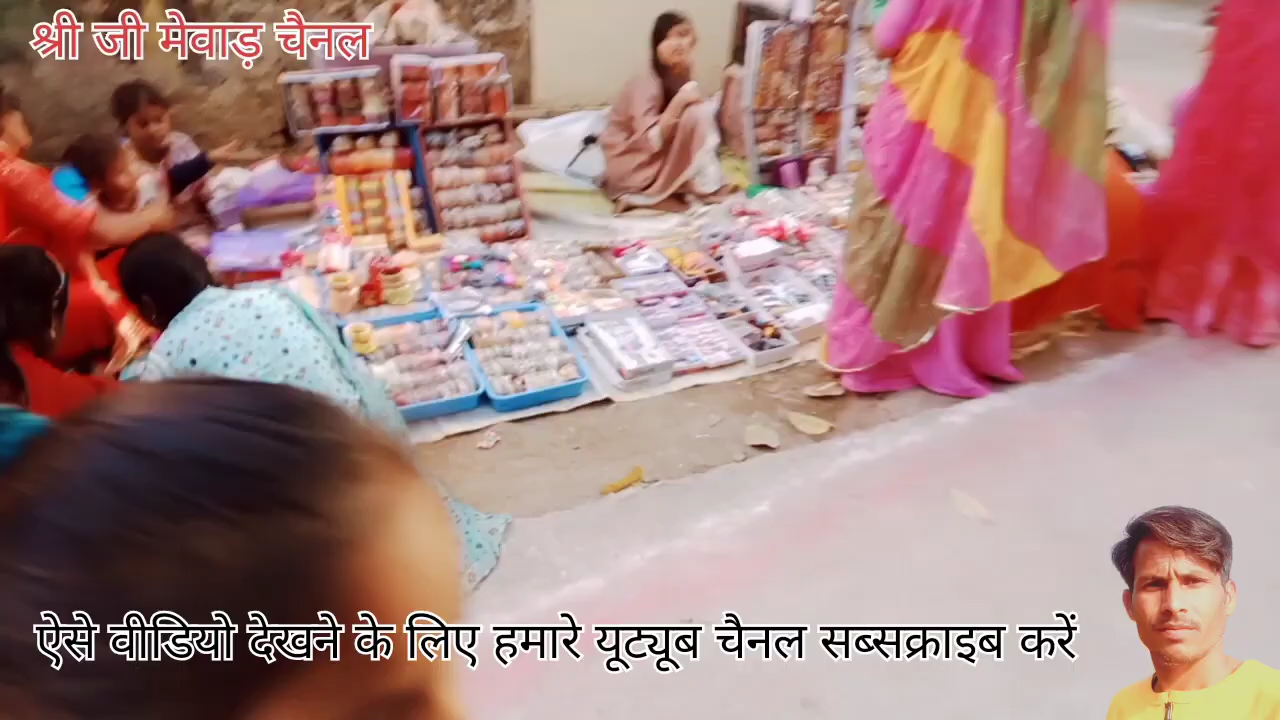 श्री जी मेवाड़ चैनल
ऐसे वीडियो देखने के लिए हमारे यूट्यूब चैनल सब्सक्राइब करें